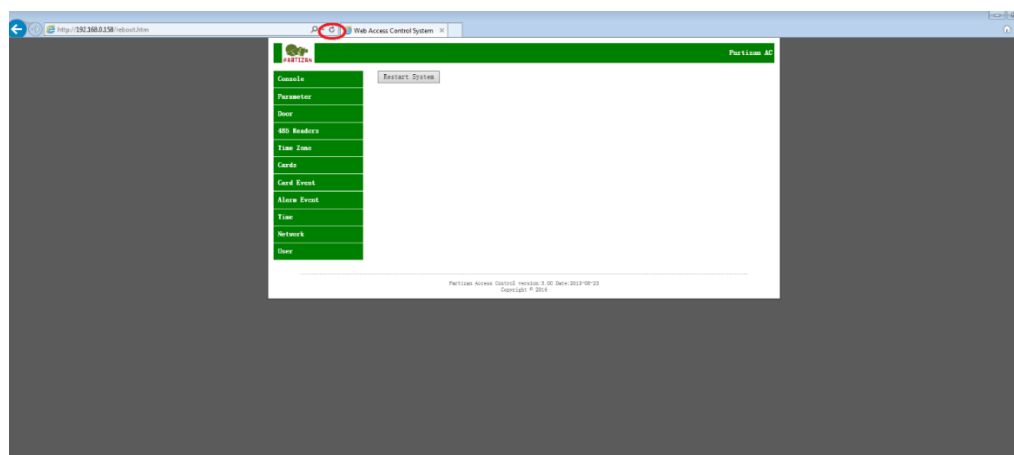 http://192.168.0.158/reboot.htm
Web Access Control System
PARTIZAN
Partizan AC
Console
Restart System
Parameter
Door
485 Readers
Time Zone
Cards
Card Event
Alarm Event
Time
Network
User
Partizan Access Control version:3.00 Date:2013-08-23
Copyright © 2014